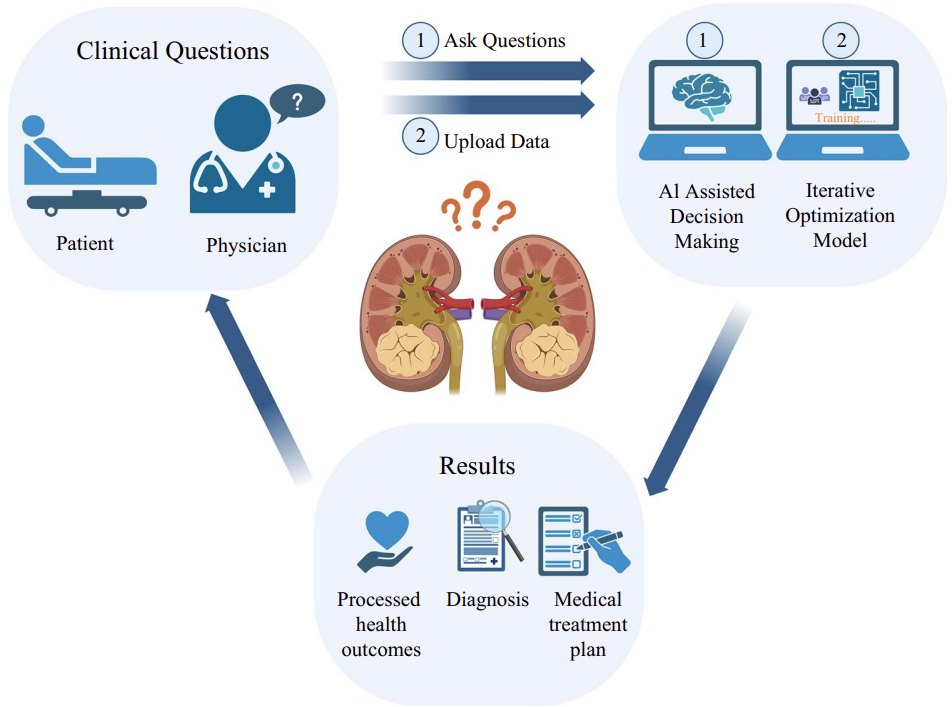 Clinical Questions
?
Patient
Physician
1 Ask Questions
2 Upload Data
1
2
Training.....
AI Assisted
Decision
Making
Iterative
Optimization
Model
? ? ?
Results
Processed
health
outcomes
Diagnosis
Medical
treatment
plan